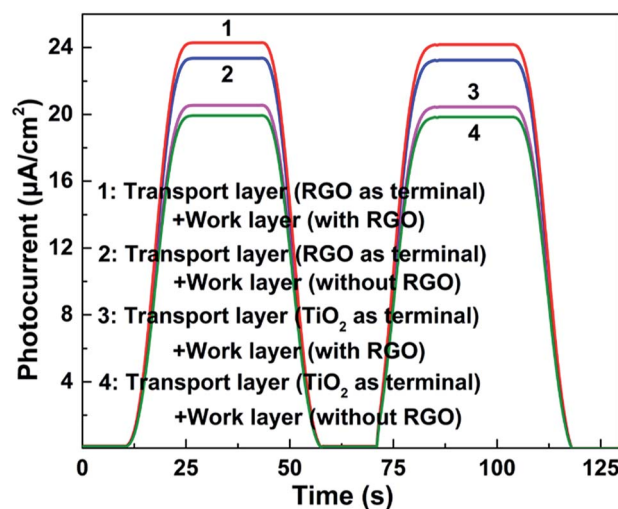 24
20
16
12
8
4
Photocurrent (μA/cm²)
1
2
3
4
1: Transport layer (RGO as terminal)
+Work layer (with RGO)
2: Transport layer (RGO as terminal)
+Work layer (without RGO)
3: Transport layer (TiO₂ as terminal)
+Work layer (with RGO)
4: Transport layer (TiO₂ as terminal)
+Work layer (without RGO)
0 25 50 75 100 125
Time (s)